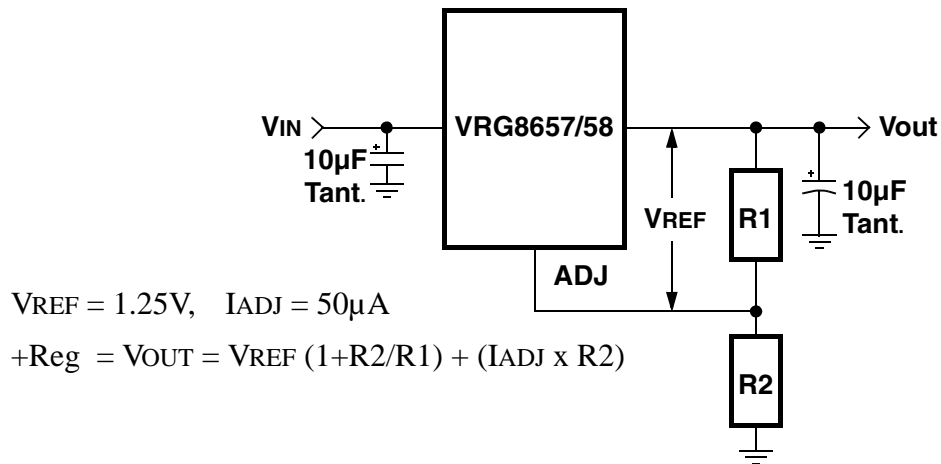 VRG8657/58
VIN
Vout
10µF
Tant.
VREF
R1
10µF
Tant.
ADJ
VREF = 1.25V, IADJ = 50µA
+Reg = VOUT = VREF (1+R2/R1) + (IADJ x R2)
R2